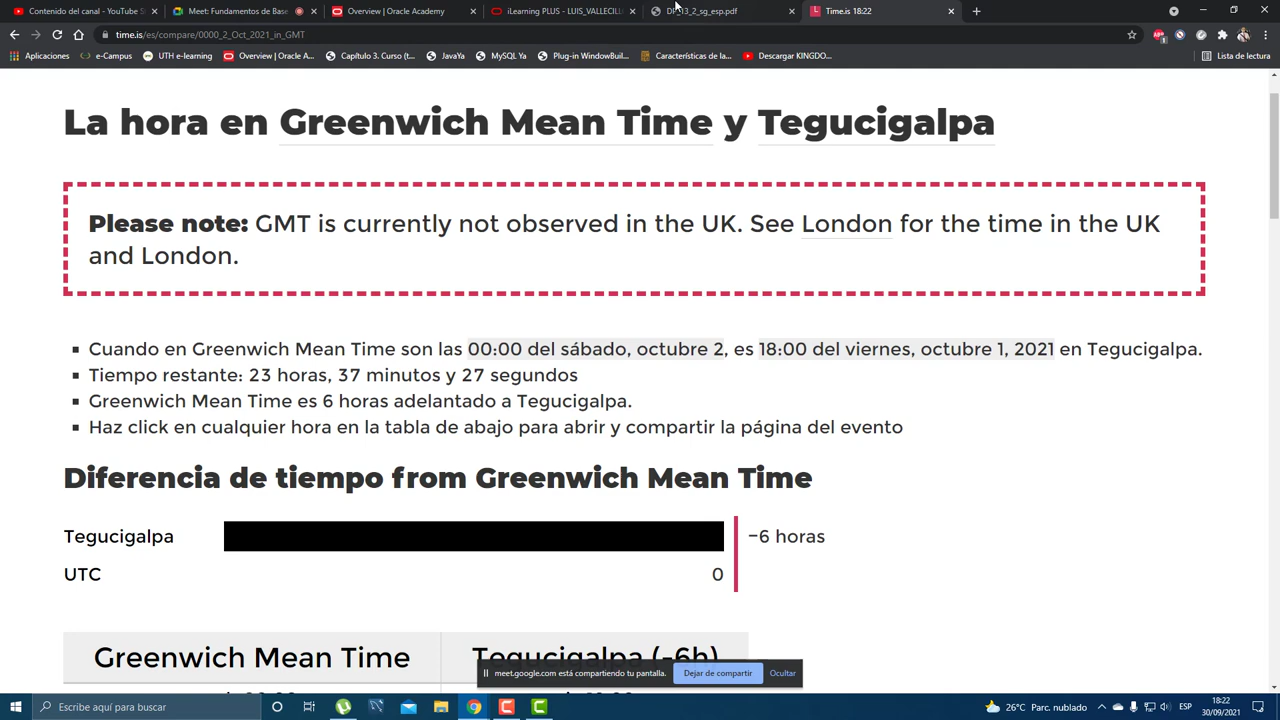 Contenido del canal - YouTube S
Meet: Fundamentos de Base
Overview | Oracle Academy
iLearning PLUS - LUIS_VALLECILL
DP_13_2_sg_esp.pdf
Time.is 18:22
time.is/es/compare/0000_2_Oct_2021_in_GMT
Aplicaciones
e-Campus
UTH e-learning
Overview | Oracle A...
Capítulo 3. Curso (t...
JavaYa
MySQL Ya
Plug-in WindowBuil...
Características de la...
Descargar KINGDO...
Lista de lectura
La hora en Greenwich Mean Time y Tegucigalpa
Please note: GMT is currently not observed in the UK. See London for the time in the UK
and London.
Cuando en Greenwich Mean Time son las 00:00 del sábado, octubre 2, es 18:00 del viernes, octubre 1, 2021 en Tegucigalpa.
Tiempo restante: 23 horas, 37 minutos y 27 segundos
Greenwich Mean Time es 6 horas adelantado a Tegucigalpa.
Haz click en cualquier hora en la tabla de abajo para abrir y compartir la página del evento
Diferencia de tiempo from Greenwich Mean Time
Tegucigalpa
−6 horas
UTC
0
Greenwich Mean Time
Tegucigalpa (-6h)
meet.google.com está compartiendo tu pantalla.
Dejar de compartir
Ocultar
Escribe aquí para buscar
26°C Parc. nublado
ESP
18:22
30/09/2021